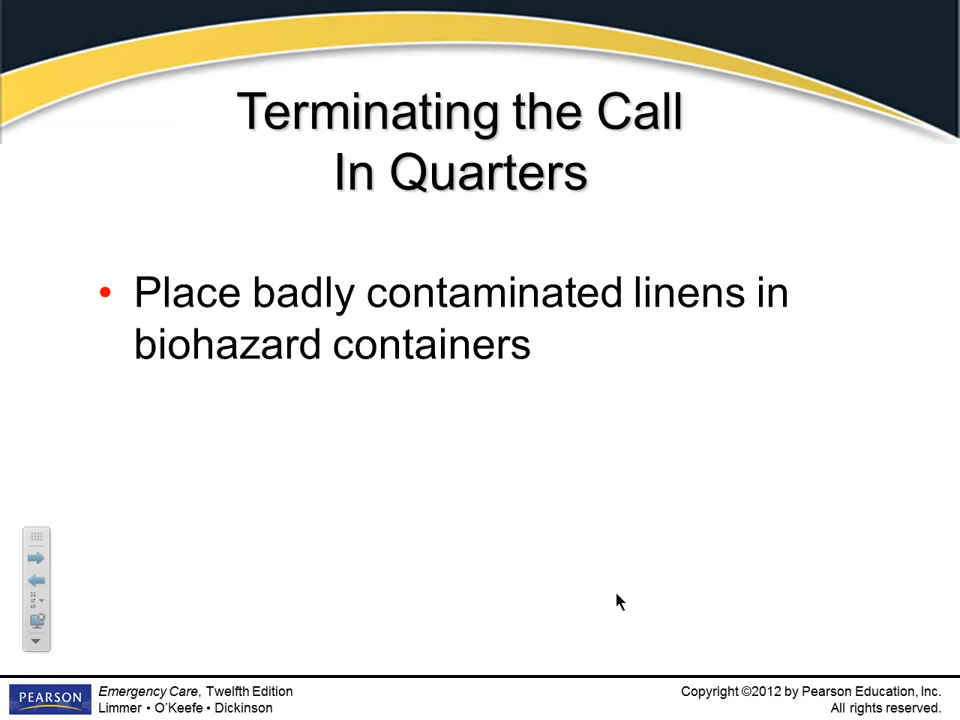 Terminating the Call
In Quarters
• Place badly contaminated linens in
biohazard containers
PEARSON
Emergency Care, Twelfth Edition
Limmer • O'Keefe • Dickinson
Copyright ©2012 by Pearson Education, Inc.
All rights reserved.